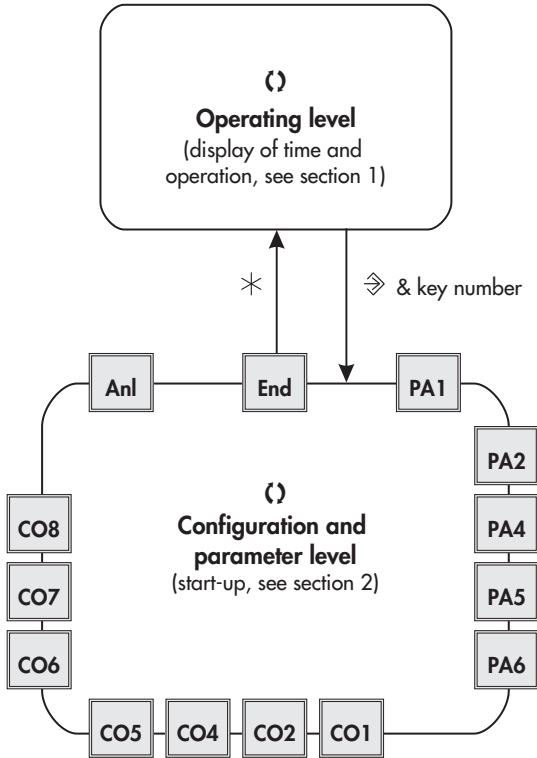 Operating level
(display of time and
operation, see section 1)
& key number
Anl
End
PA1
PA2
PA4
PA5
PA6
CO8
CO7
CO6
Configuration and
parameter level
(start-up, see section 2)
CO5
CO4
CO2
CO1